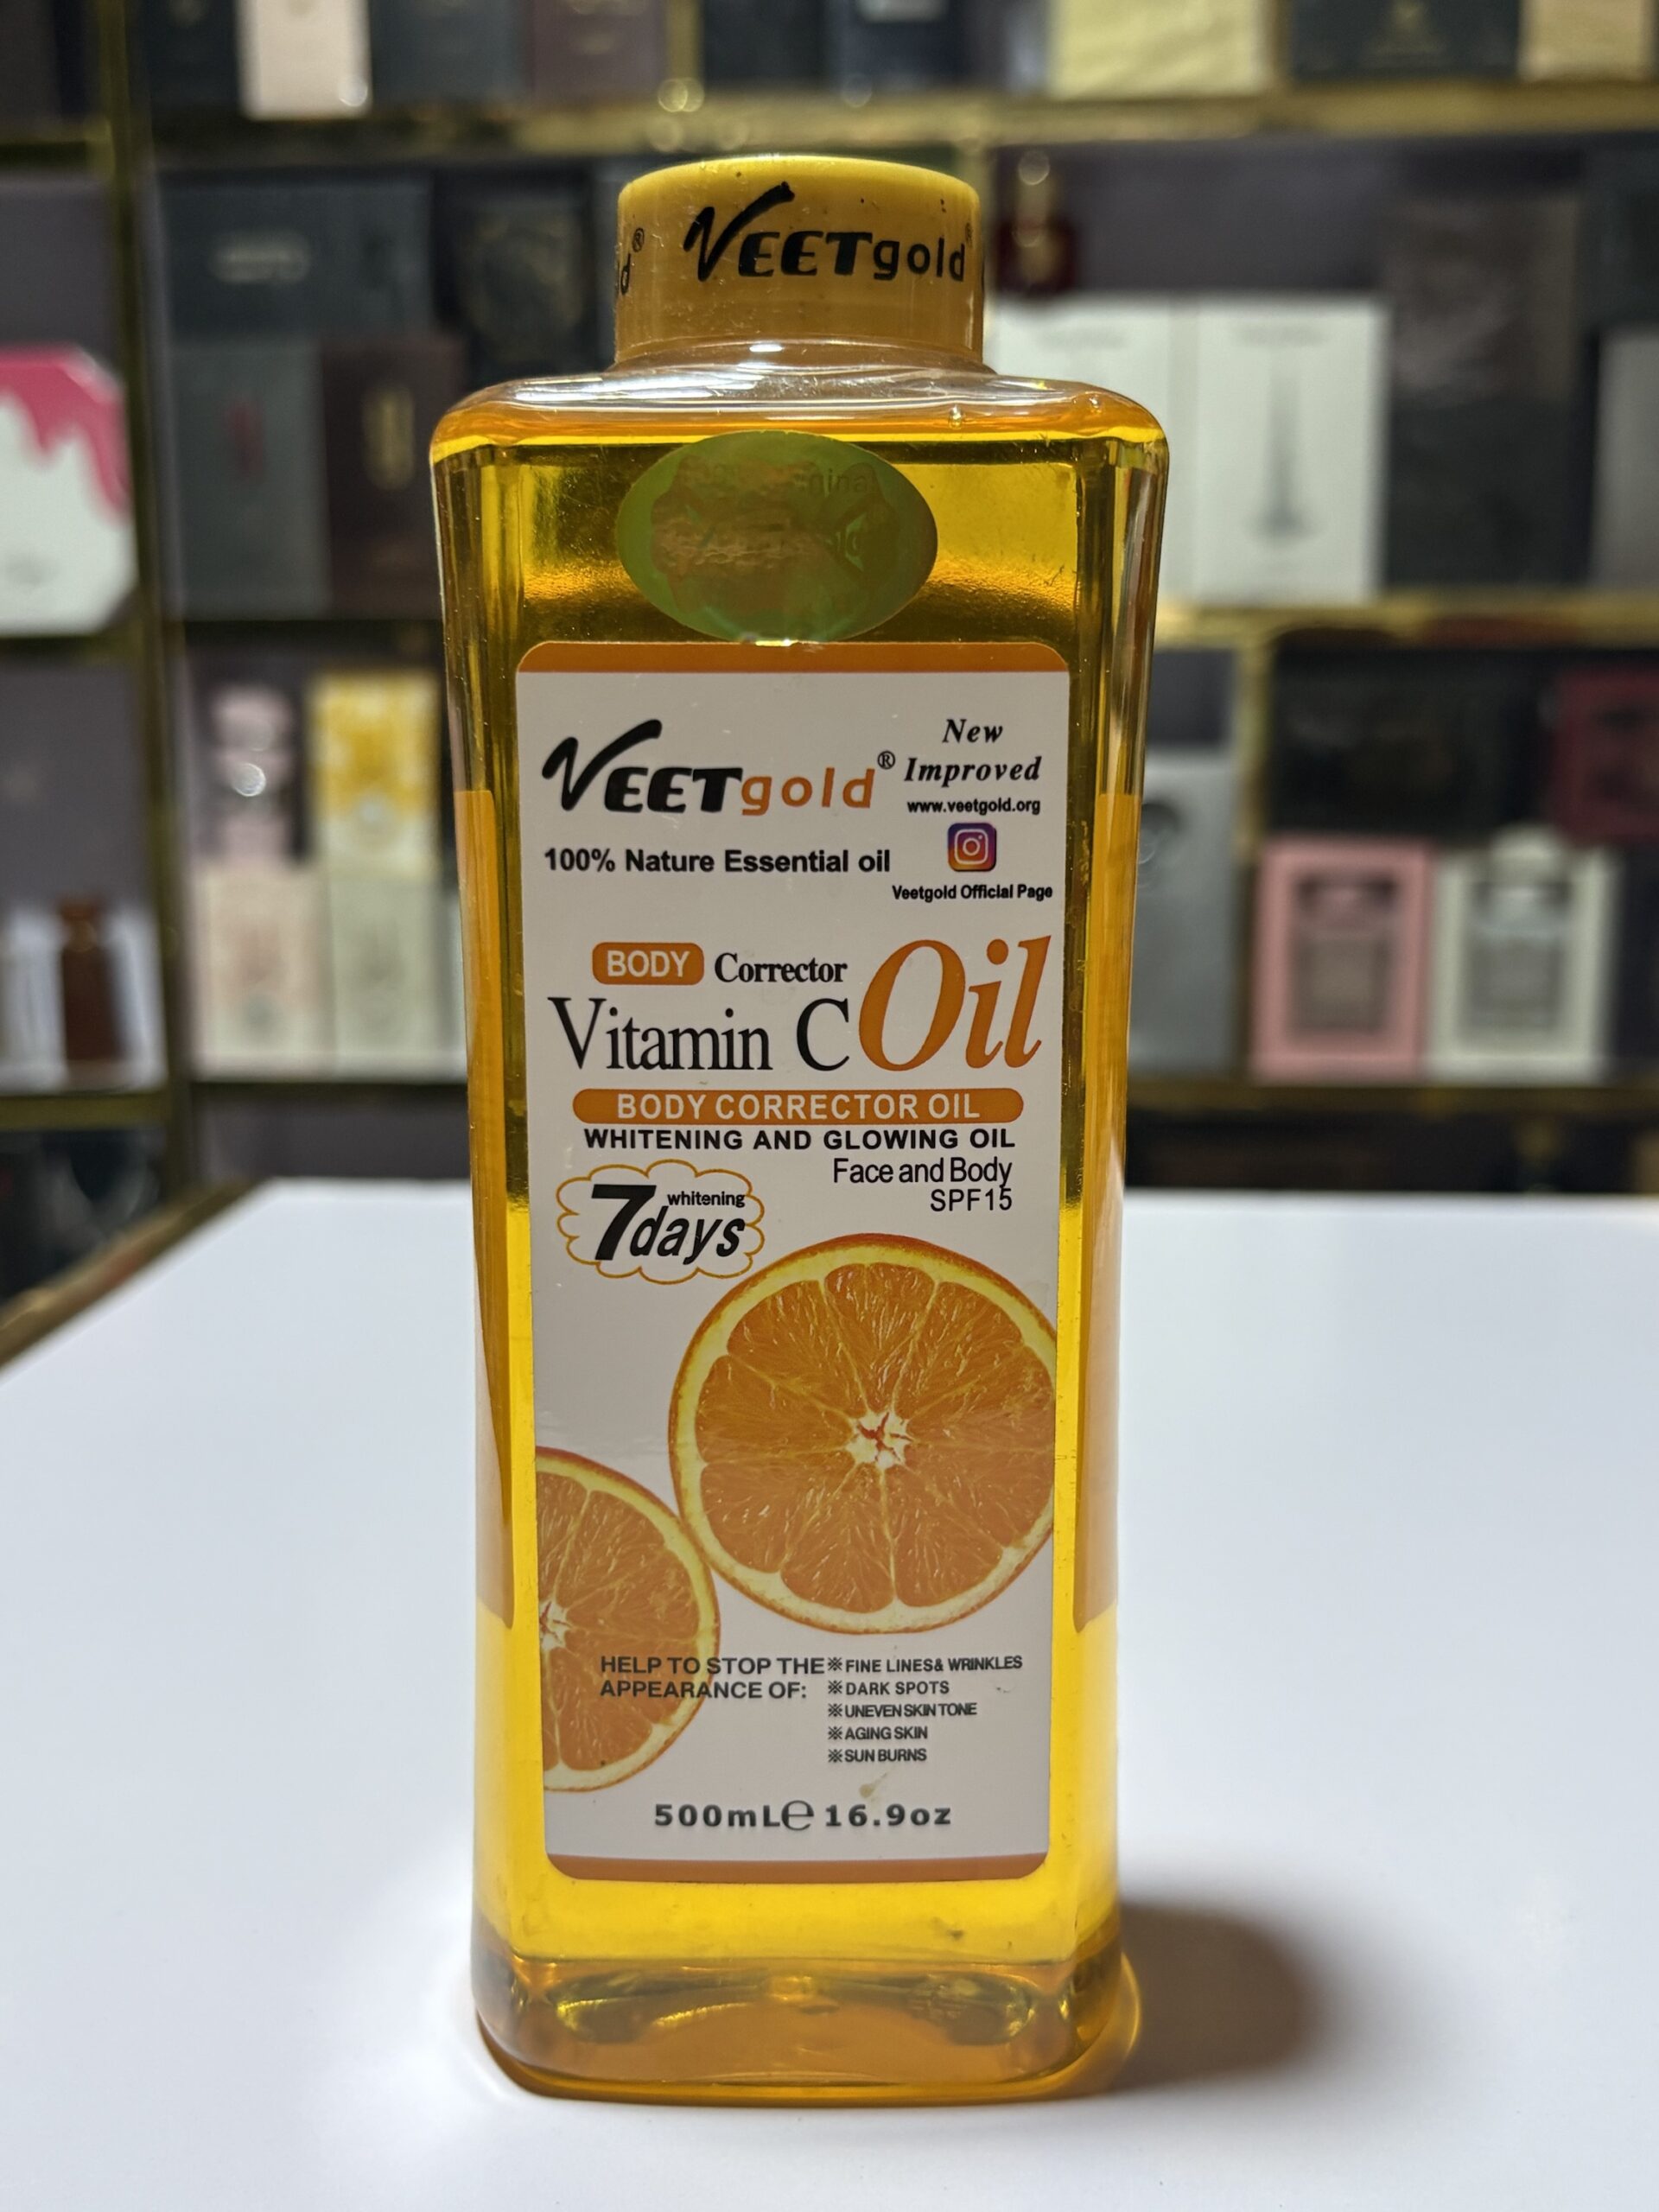 VEETgold
VEETgold®
New
Improved
www.veetgold.org
100% Nature Essential oil
Veetgold Official Page
BODY Corrector
Vitamin C Oil
BODY CORRECTOR OIL
WHITENING AND GLOWING OIL
Face and Body
SPF15
7 whitening
days
HELP TO STOP THE
APPEARANCE OF:
※FINE LINES& WRINKLES
※DARK SPOTS
※UNEVEN SKIN TONE
※AGING SKIN
※SUN BURNS
500mL℮ 16.9oz